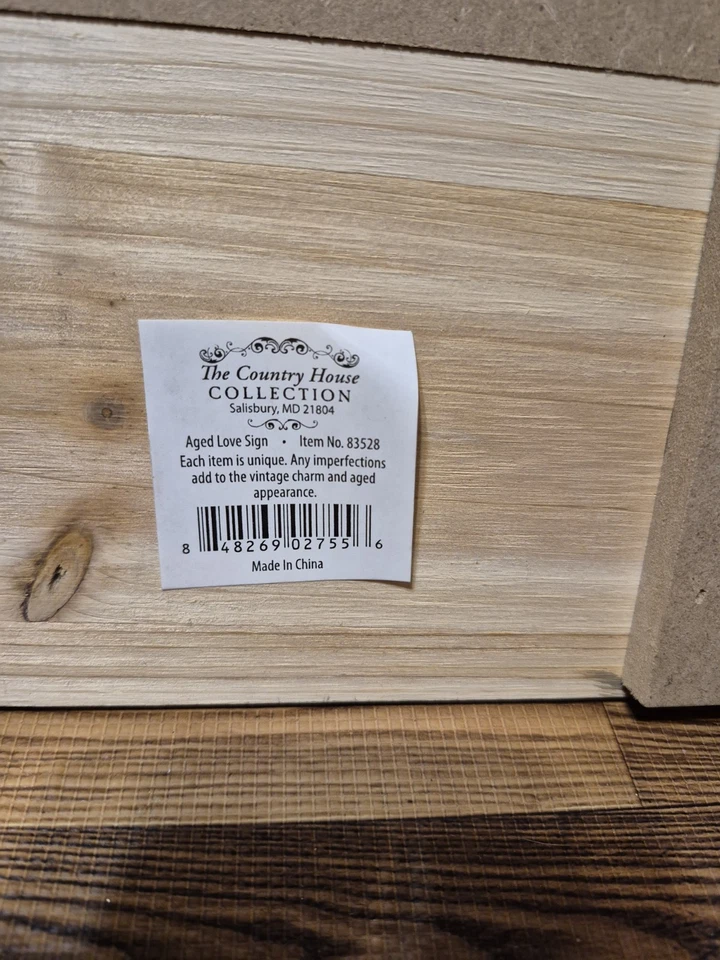 The Country House
COLLECTION
Salisbury, MD 21804
Aged Love Sign • Item No. 83528
Each item is unique. Any imperfections
add to the vintage charm and aged
appearance.
8 48269 02755 6
Made In China